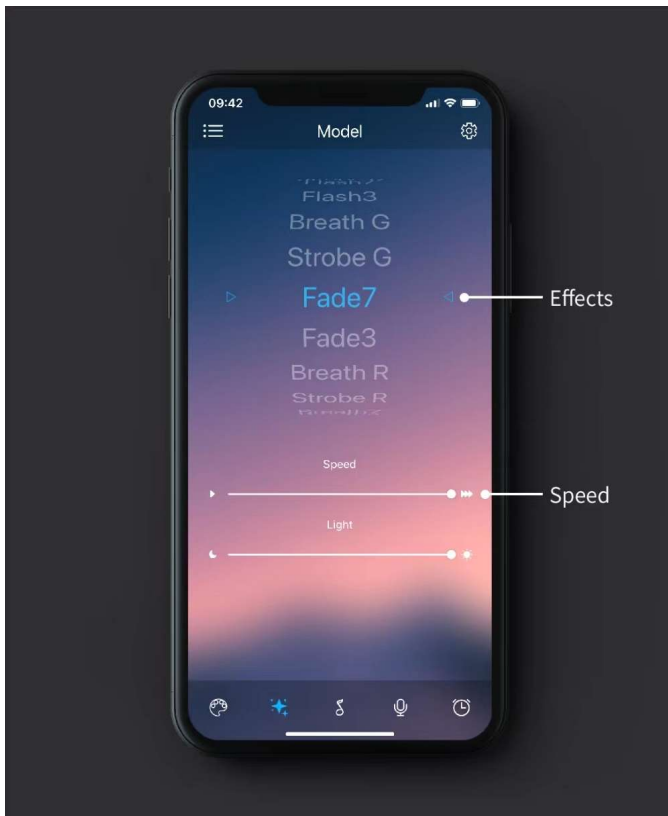 09:42
Model
Flash3
Breath G
Strobe G
Fade7
Effects
Fade3
Breath R
Strobe R
Speed
Speed
Light